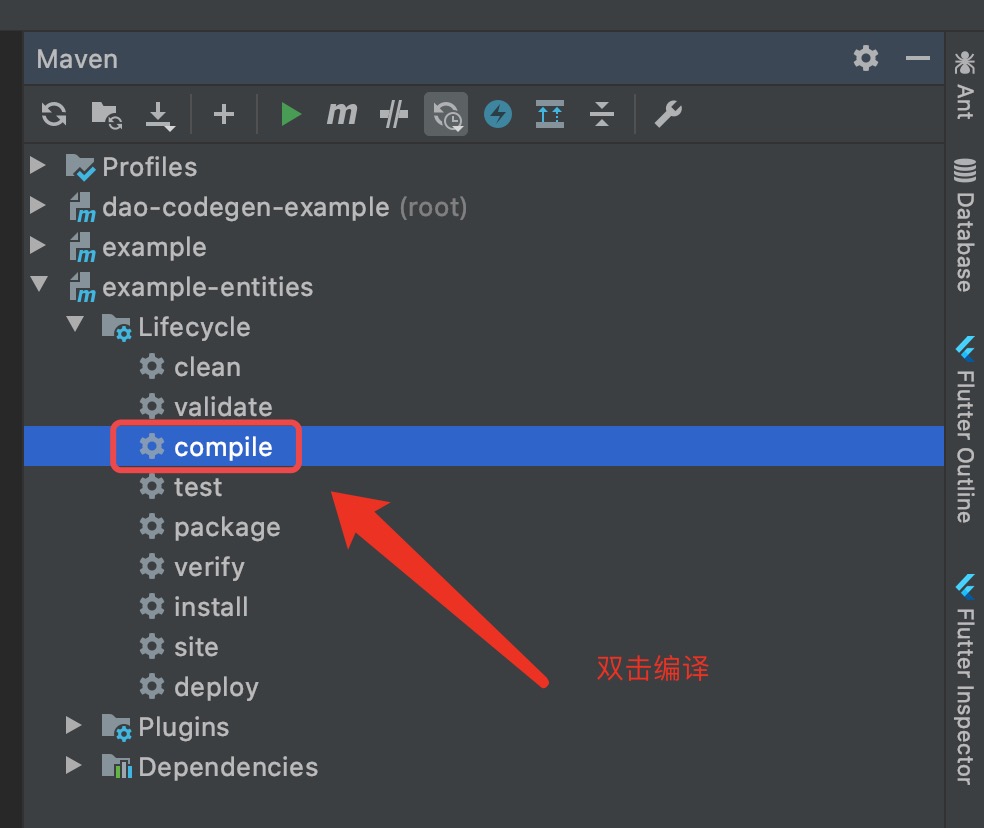 Maven
m
Profiles
dao-codegen-example (root)
example
example-entities
Lifecycle
clean
validate
compile
test
package
verify
install
site
deploy
Plugins
Dependencies
双击编译
Ant
Database
Flutter Outline
Flutter Inspector